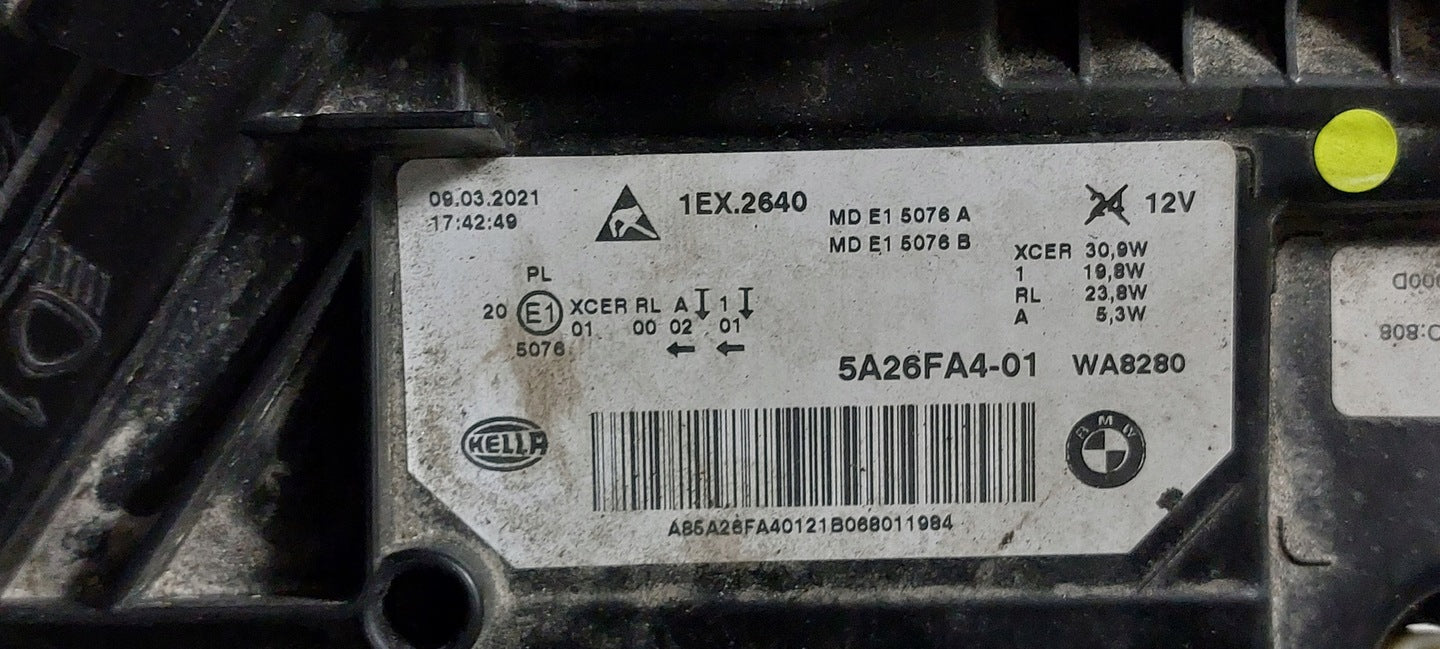 09.03.2021
17:42:49
1EX.2640
MD E1 5076 A
MD E1 5076 B
24 12V
XCER 30,9W
1 19,8W
RL 23,8W
A 5,3W
PL
20 E1 XCER RL A 1
01 00 02 01
5076
← ←
5A26FA4-01 WA8280
HELLA
BMW
A85A26FA40121B068011984